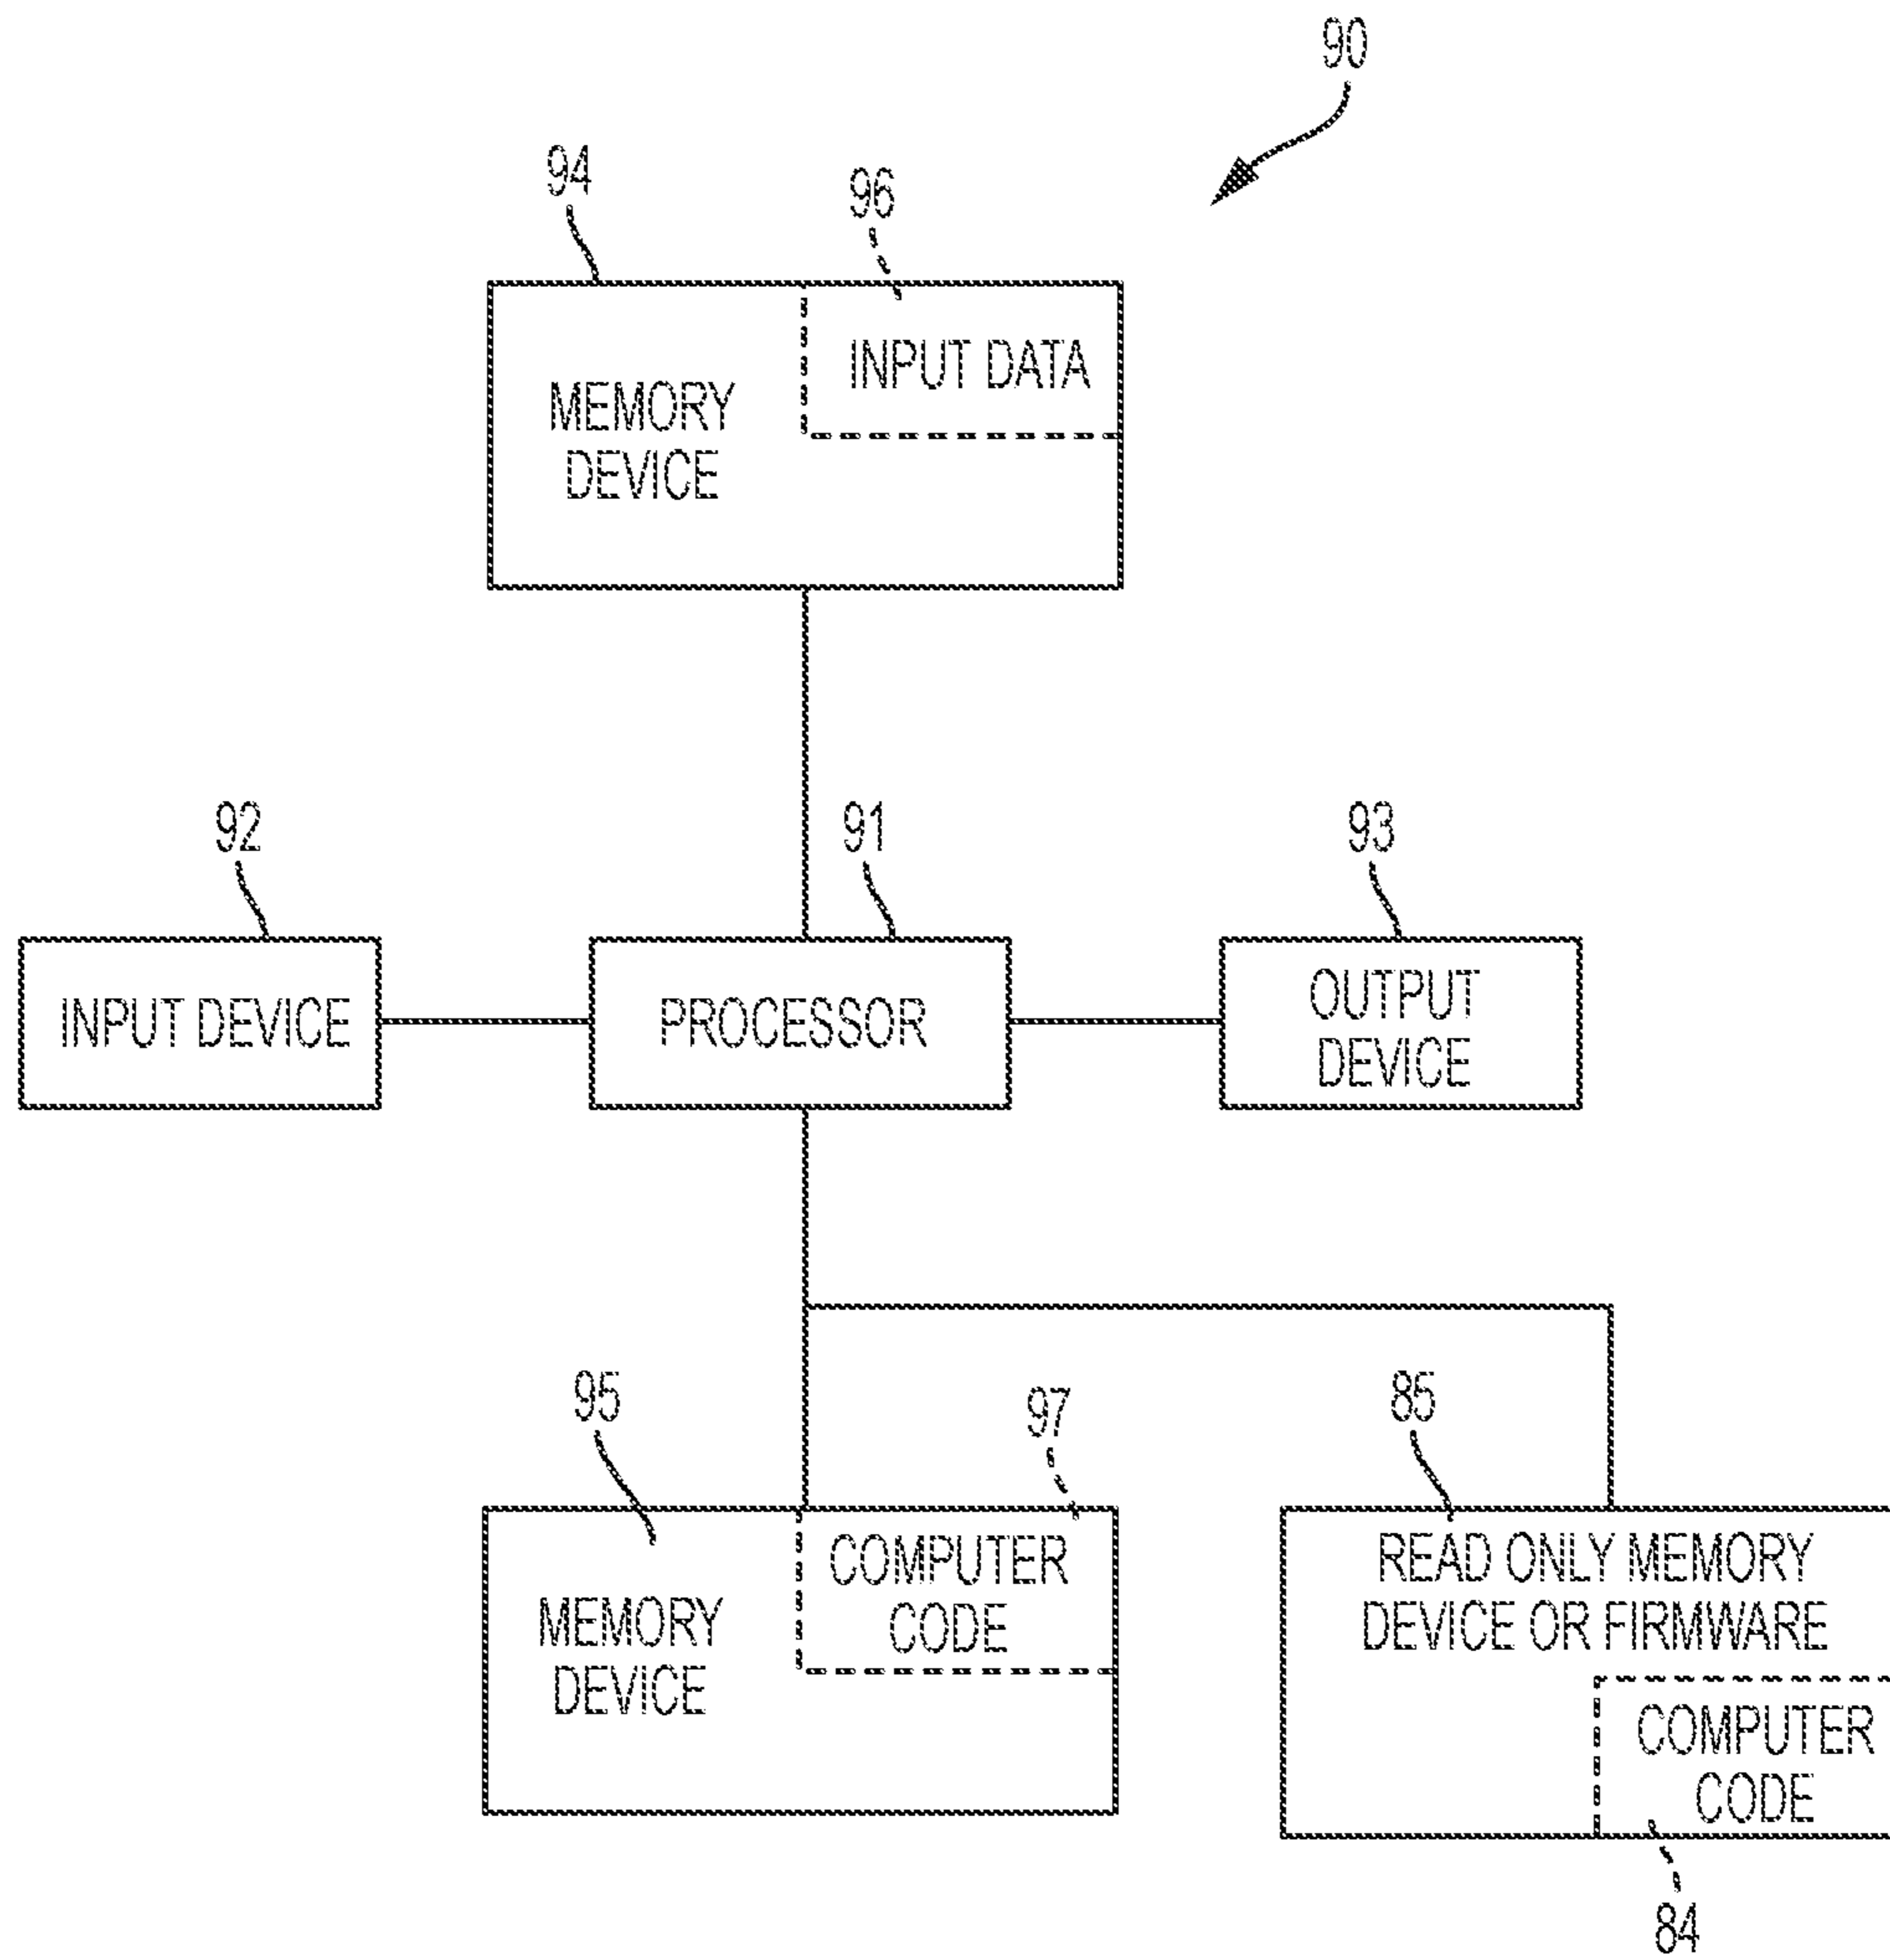 90
94
96
INPUT DATA
MEMORY
DEVICE
92
91
93
INPUT DEVICE
PROCESSOR
OUTPUT
DEVICE
95
97
85
COMPUTER
CODE
MEMORY
DEVICE
READ ONLY MEMORY
DEVICE OR FIRMWARE
COMPUTER
CODE
84